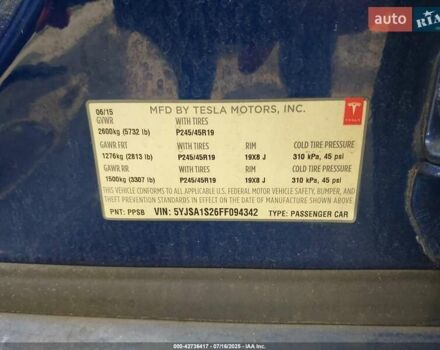 auto.ria.com
06/15 MFD BY TESLA MOTORS, INC.
GVWR WITH TIRES
2600kg (5732 lb) P245/45R19
GAWR FRT WITH TIRES RIM COLD TIRE PRESSURE
1276kg (2813 lb) P245/45R19 19X8 J 310 kPa, 45 psi
GAWR RR WITH TIRES RIM COLD TIRE PRESSURE
1500kg (3307 lb) P245/45R19 19X8 J 310 kPa, 45 psi
THIS VEHICLE CONFORMS TO ALL APPLICABLE U.S. FEDERAL MOTOR VEHICLE SAFETY, BUMPER, AND
THEFT PREVENTION STANDARDS IN EFFECT ON THE DATE OF MANUFACTURE SHOWN ABOVE.
PNT: PPSB VIN: 5YJSA1S26FF094342 TYPE: PASSENGER CAR
000-42736417 / 07/16/2025 / IAA Inc.